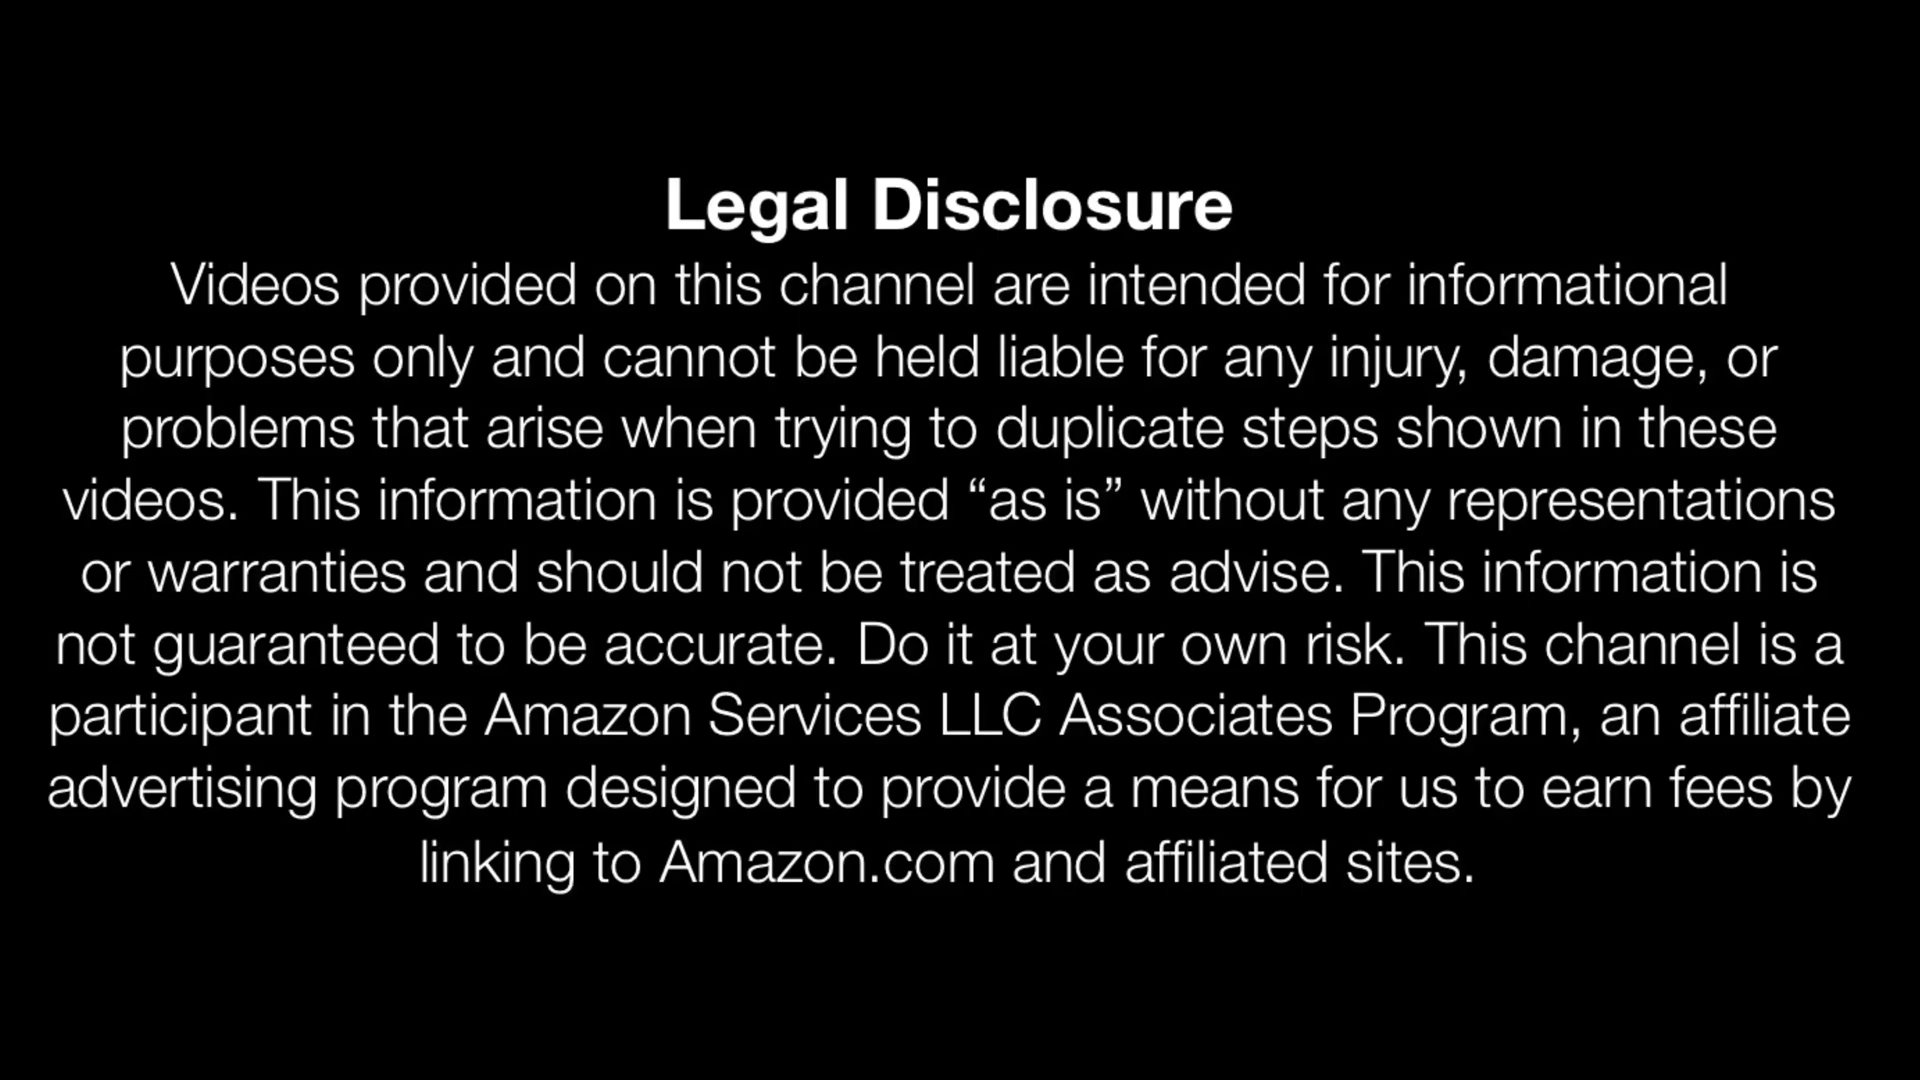 Legal Disclosure
Videos provided on this channel are intended for informational
purposes only and cannot be held liable for any injury, damage, or
problems that arise when trying to duplicate steps shown in these
videos. This information is provided “as is” without any representations
or warranties and should not be treated as advise. This information is
not guaranteed to be accurate. Do it at your own risk. This channel is a
participant in the Amazon Services LLC Associates Program, an affiliate
advertising program designed to provide a means for us to earn fees by
linking to Amazon.com and affiliated sites.